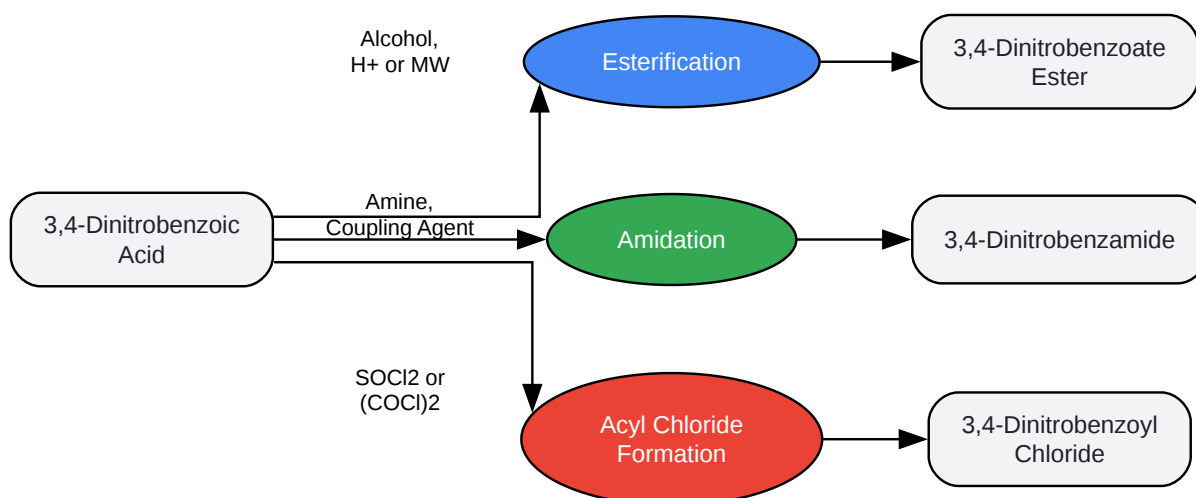 Alcohol,
H+ or MW
Esterification
3,4-Dinitrobenzoate
Ester
3,4-Dinitrobenzoic
Acid
Amine,
Coupling Agent
Amidation
3,4-Dinitrobenzamide
SOCl2 or
(COCl)2
Acyl Chloride
Formation
3,4-Dinitrobenzoyl
Chloride